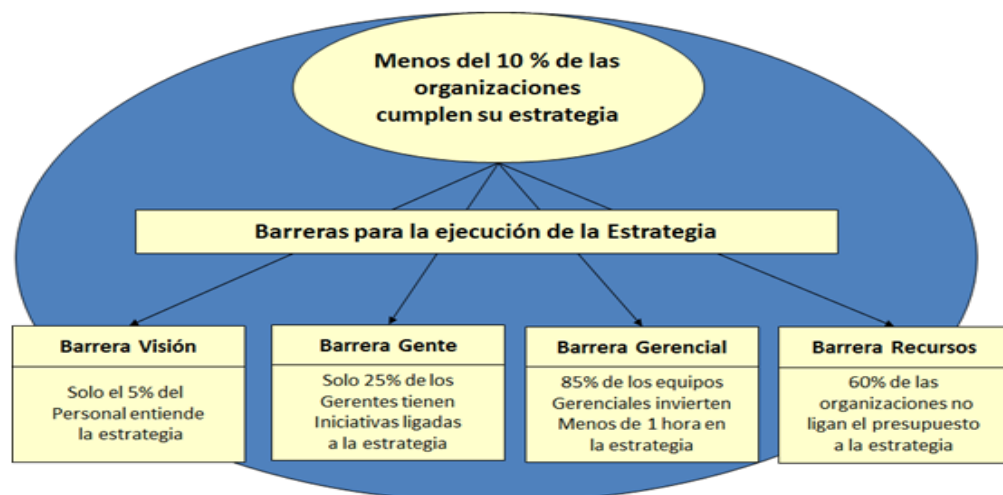 Menos del 10 % de las
organizaciones
cumplen su estrategia
Barreras para la ejecución de la Estrategia
Barrera Visión
Solo el 5% del
Personal entiende
la estrategia
Barrera Gente
Solo 25% de los
Gerentes tienen
Iniciativas ligadas
a la estrategia
Barrera Gerencial
85% de los equipos
Gerenciales invierten
Menos de 1 hora en
la estrategia
Barrera Recursos
60% de las
organizaciones no
ligan el presupuesto
a la estrategia